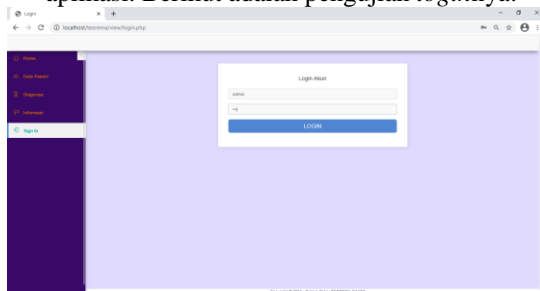 aplikasi. Berikut adalah pengujian
Login
localhost/teorema/view/login.php
Home
Data Pasien
Diagnosa
Informasi
Sign In
Login Akun
admin
LOGIN